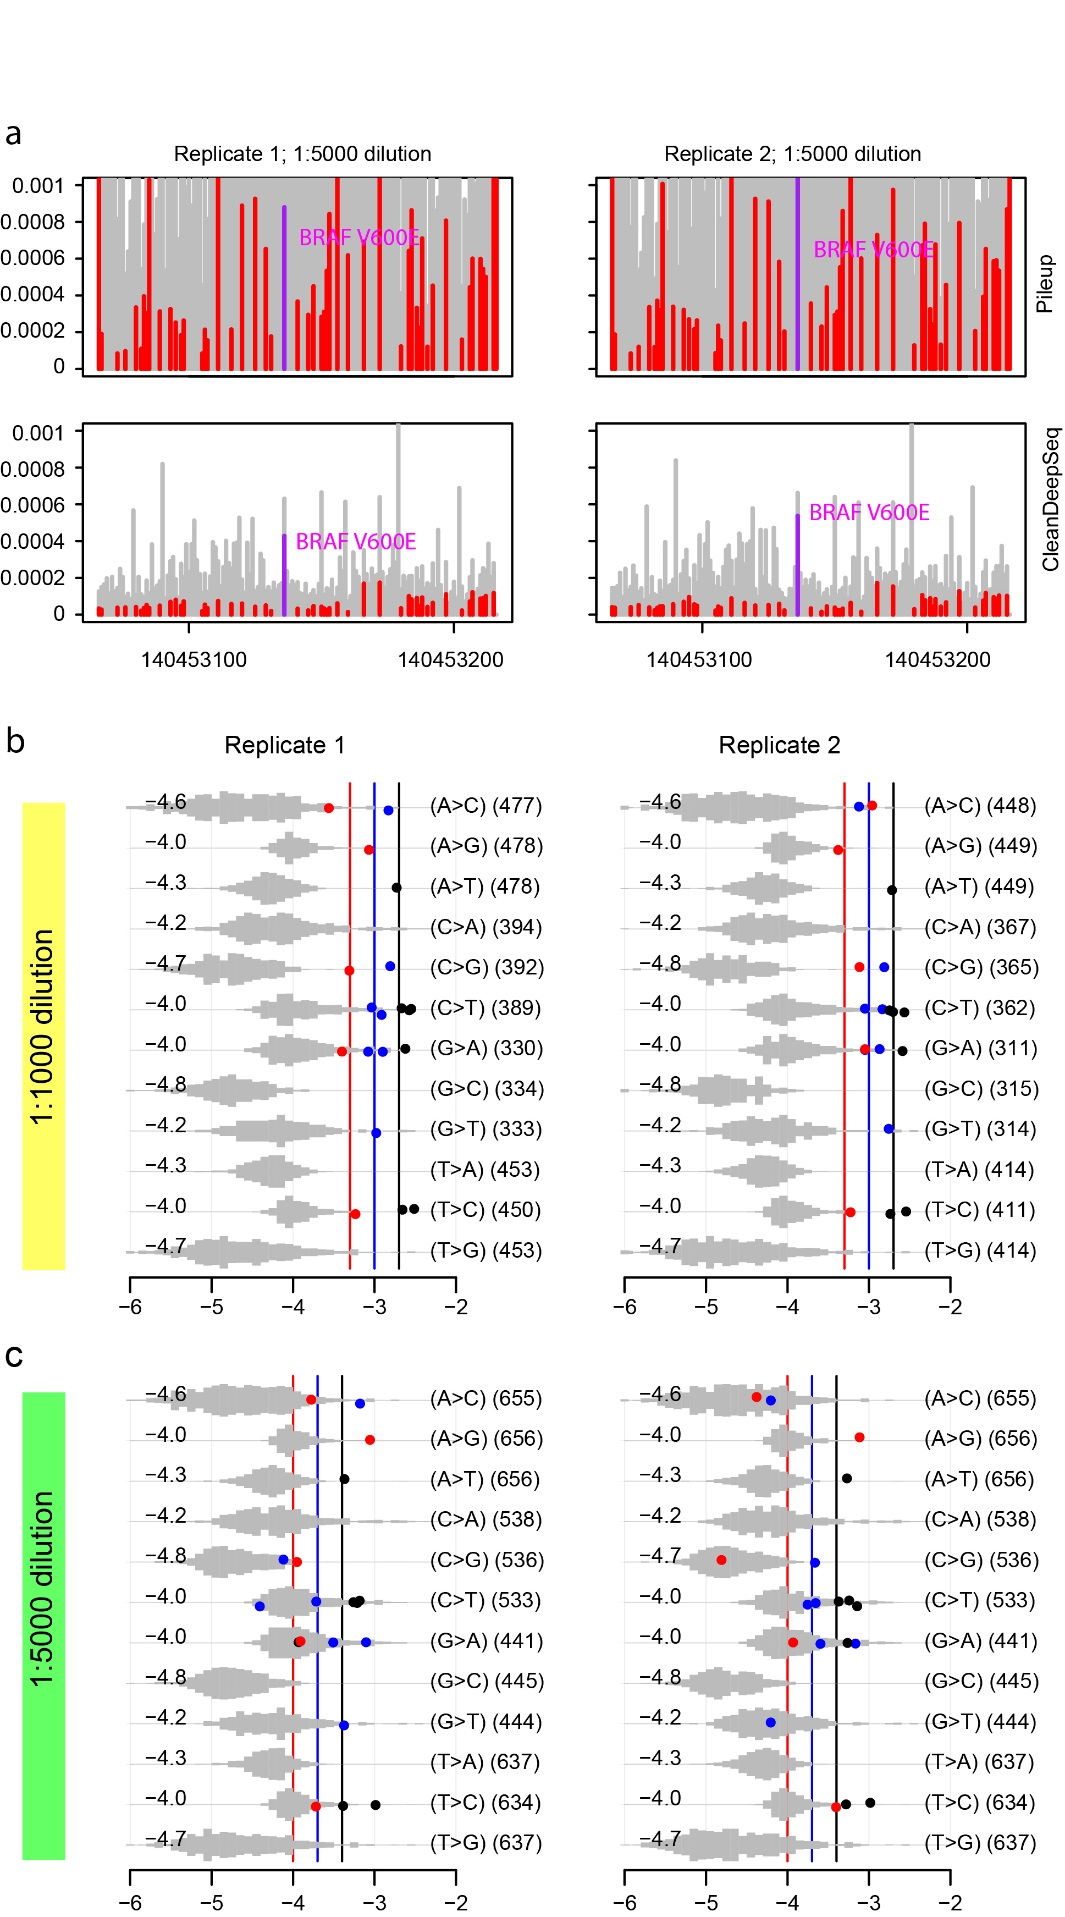 a
Replicate 1; 1:5000 dilution
Replicate 2; 1:5000 dilution
0.001
0.0008
0.0006
0.0004
0.0002
0
BRAF V600E
BRAF V600E
Pileup
0.001
0.0008
0.0006
0.0004
0.0002
0
BRAF V600E
BRAF V600E
CleanDeepSeq
140453100
140453200
140453100
140453200
b
Replicate 1
Replicate 2
1:1000 dilution
−4.6 (A>C) (477) −4.6 (A>C) (448)
−4.0 (A>G) (478) −4.0 (A>G) (449)
−4.3 (A>T) (478) −4.3 (A>T) (449)
−4.2 (C>A) (394) −4.2 (C>A) (367)
−4.7 (C>G) (392) −4.8 (C>G) (365)
−4.0 (C>T) (389) −4.0 (C>T) (362)
−4.0 (G>A) (330) −4.0 (G>A) (311)
−4.8 (G>C) (334) −4.8 (G>C) (315)
−4.2 (G>T) (333) −4.2 (G>T) (314)
−4.3 (T>A) (453) −4.3 (T>A) (414)
−4.0 (T>C) (450) −4.0 (T>C) (411)
−4.7 (T>G) (453) −4.7 (T>G) (414)
−6 −5 −4 −3 −2 −6 −5 −4 −3 −2
c
1:5000 dilution
−4.6 (A>C) (655) −4.6 (A>C) (655)
−4.0 (A>G) (656) −4.0 (A>G) (656)
−4.3 (A>T) (656) −4.3 (A>T) (656)
−4.2 (C>A) (538) −4.2 (C>A) (538)
−4.8 (C>G) (536) −4.7 (C>G) (536)
−4.0 (C>T) (533) −4.0 (C>T) (533)
−4.0 (G>A) (441) −4.0 (G>A) (441)
−4.8 (G>C) (445) −4.8 (G>C) (445)
−4.2 (G>T) (444) −4.2 (G>T) (444)
−4.3 (T>A) (637) −4.3 (T>A) (637)
−4.0 (T>C) (634) −4.0 (T>C) (634)
−4.7 (T>G) (637) −4.7 (T>G) (637)
−6 −5 −4 −3 −2 −6 −5 −4 −3 −2